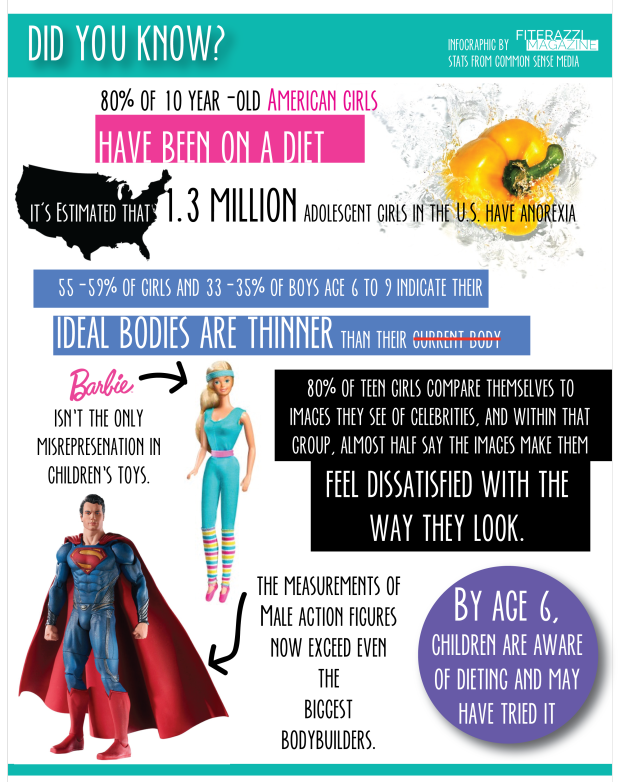 DID YOU KNOW?
INFOGRAPHIC BY FITERAZZI
MAGAZINE
STATS FROM COMMON SENSE MEDIA
80% OF 10 YEAR -OLD AMERICAN GIRLS
HAVE BEEN ON A DIET
IT'S ESTIMATED THAT 1.3 MILLION ADOLESCENT GIRLS IN THE U.S. HAVE ANOREXIA
55 -59% OF GIRLS AND 33 -35% OF BOYS AGE 6 TO 9 INDICATE THEIR
IDEAL BODIES ARE THINNER THAN THEIR CURRENT BODY
Barbie
ISN'T THE ONLY
MISREPRESENATION IN
CHILDREN'S TOYS.
80% OF TEEN GIRLS COMPARE THEMSELVES TO
IMAGES THEY SEE OF CELEBRITIES, AND WITHIN THAT
GROUP, ALMOST HALF SAY THE IMAGES MAKE THEM
FEEL DISSATISFIED WITH THE
WAY THEY LOOK.
THE MEASUREMENTS OF
MALE ACTION FIGURES
NOW EXCEED EVEN
THE
BIGGEST
BODYBUILDERS.
BY AGE 6,
CHILDREN ARE AWARE
OF DIETING AND MAY
HAVE TRIED IT